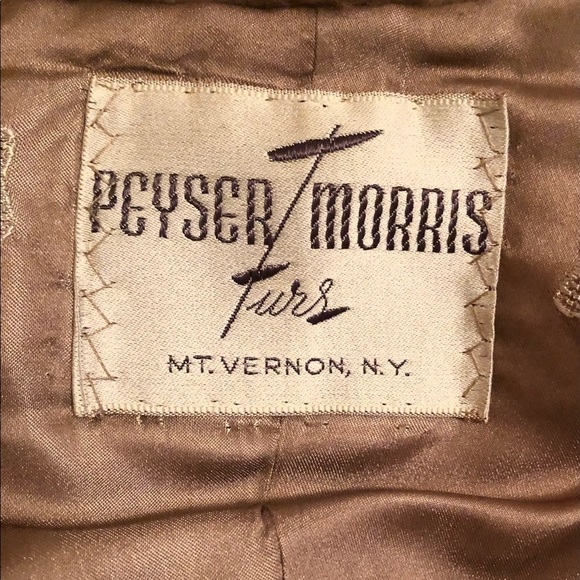 PEYSER MORRIS
Furs
MT. VERNON, N.Y.